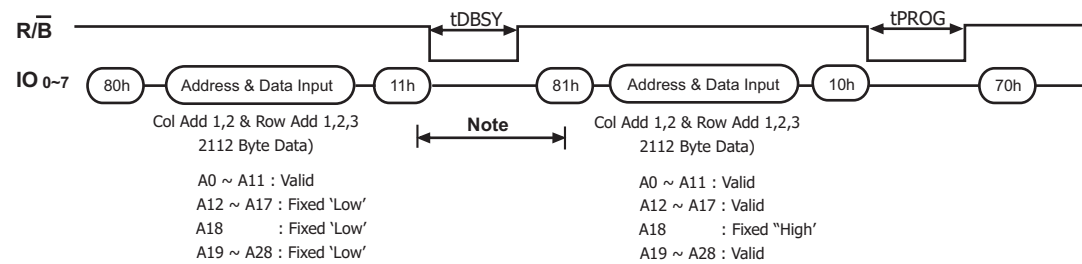 tDBSY tPROG
R/B
IO 0~7 80h Address & Data Input 11h 81h Address & Data Input 10h 70h
Col Add 1,2 & Row Add 1,2,3 Note Col Add 1,2 & Row Add 1,2,3
2112 Byte Data) 2112 Byte Data)
A0 ~ A11 : Valid A0 ~ A11 : Valid
A12 ~ A17 : Fixed ‘Low’ A12 ~ A17 : Valid
A18 : Fixed ‘Low’ A18 : Fixed “High’
A19 ~ A28 : Fixed ‘Low’ A19 ~ A28 : Valid